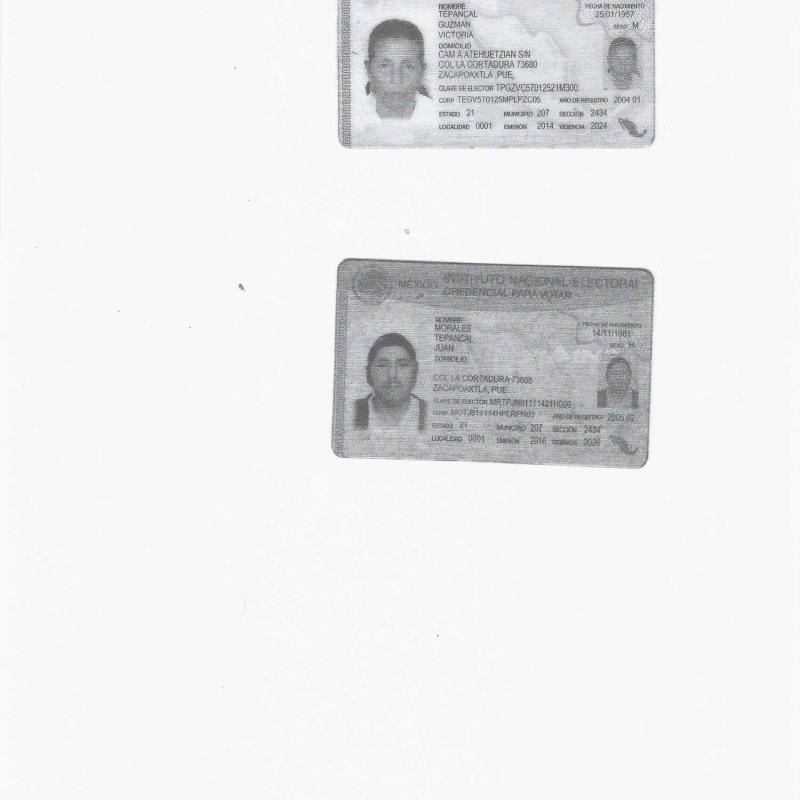 NOMBRE
TEPANCAL
GUZMAN
VICTORIA
FECHA DE NACIMIENTO
25/01/1957
SEXO M
DOMICILIO
CAM A ATEHUETZIAN S/N
COL LA CORTADURA 73680
ZACAPOAXTLA ,PUE.
CLAVE DE ELECTOR TPGZVC57012521M300
CURP TEGV570125MPLPZC05 AÑO DE REGISTRO 2004 01
ESTADO 21 MUNICIPIO 207 SECCIÓN 2434
LOCALIDAD 0001 EMISIÓN 2014 VIGENCIA 2024
MÉXICO INSTITUTO NACIONAL ELECTORAL
CREDENCIAL PARA VOTAR
NOMBRE
MORALES
TEPANCAL
JUAN
FECHA DE NACIMIENTO
14/11/1981
SEXO H
DOMICILIO
COL LA CORTADURA 73680
ZACAPOAXTLA, PUE.
CLAVE DE ELECTOR MRTPJN81111421H000
CURP MOTJ811114HPLRPN03 AÑO DE REGISTRO 2005 02
ESTADO 21 MUNICIPIO 207 SECCIÓN 2434
LOCALIDAD 0001 EMISIÓN 2016 VIGENCIA 2026